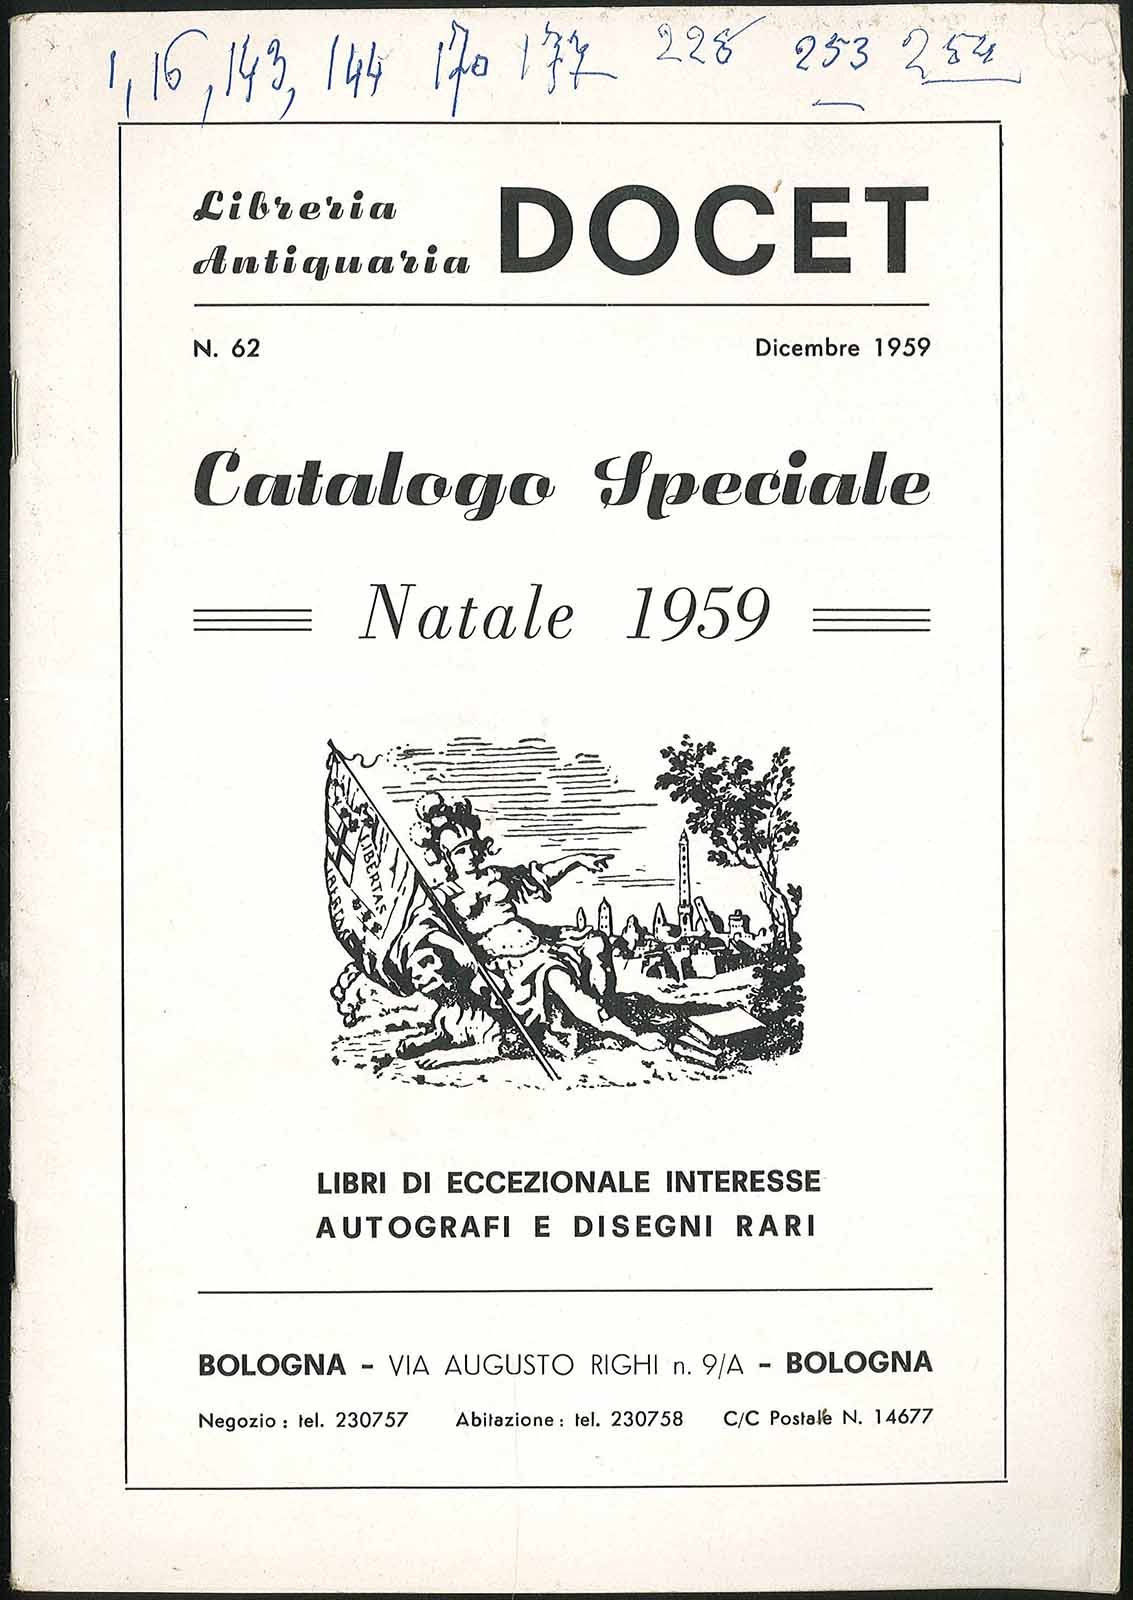 1, 16, 143, 144 170 177 228 253 254
Libreria
Antiquaria DOCET
N. 62 Dicembre 1959
Catalogo Speciale
Natale 1959
LIBERTAS
LIBRI DI ECCEZIONALE INTERESSE
AUTOGRAFI E DISEGNI RARI
BOLOGNA - VIA AUGUSTO RIGHI n. 9/A - BOLOGNA
Negozio : tel. 230757 Abitazione : tel. 230758 C/C Postale N. 14677